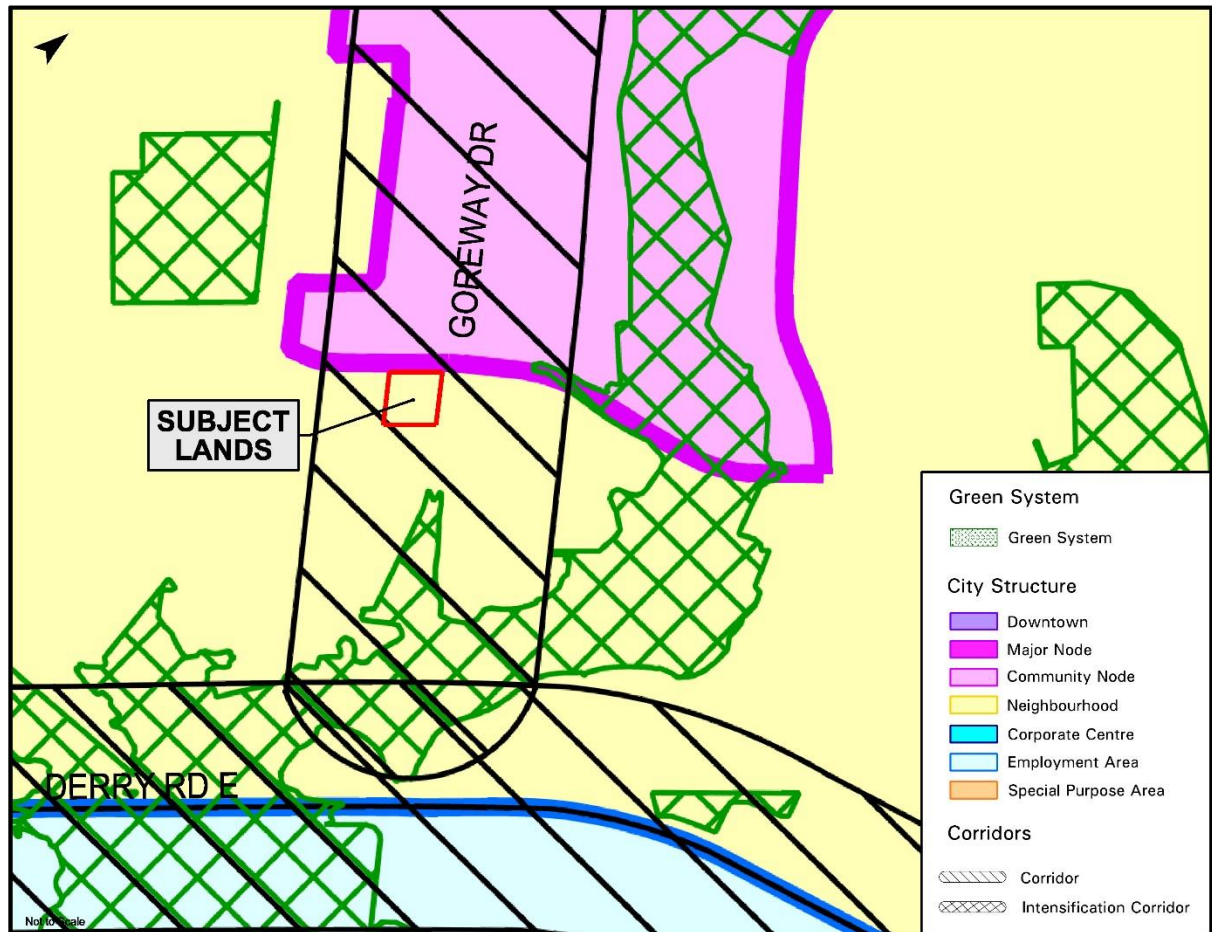 GOREWAY DR
SUBJECT
LANDS
DERRY RD E
Not to Scale
Green System
Green System
City Structure
Downtown
Major Node
Community Node
Neighbourhood
Corporate Centre
Employment Area
Special Purpose Area
Corridors
Corridor
Intensification Corridor